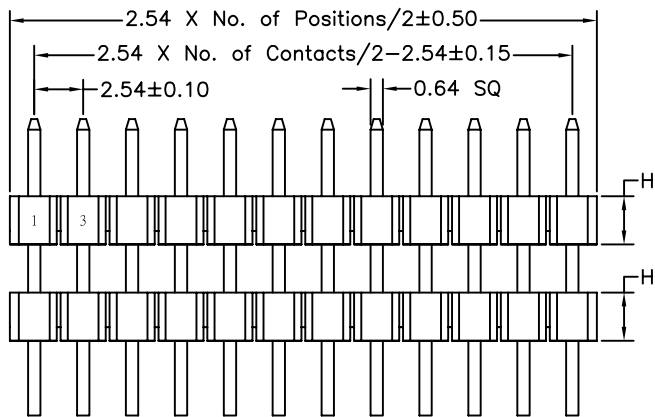 2.54 X No. of Positions/2±0.50
2.54 X No. of Contacts/2-2.54±0.15
2.54±0.10
0.64 SQ
H
1 3
H